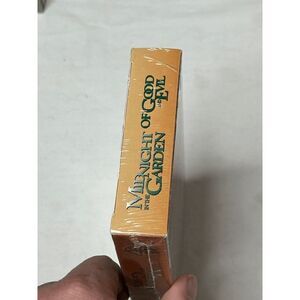 MIDNIGHT
IN THE
GARDEN
OF GOOD
AND EVIL